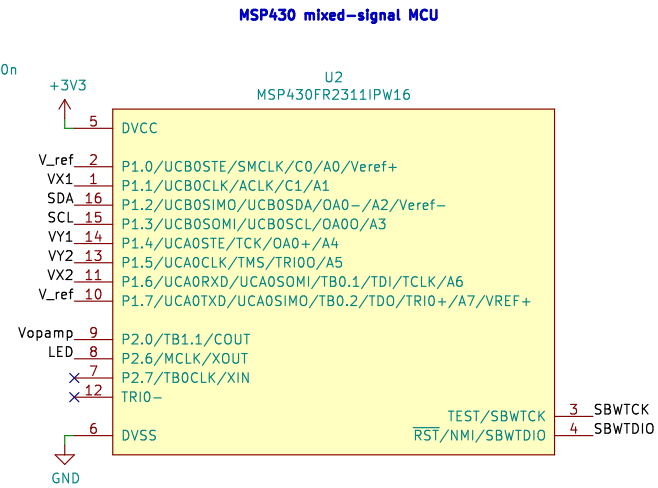 MSP430 mixed-signal MCU
On
+3V3
U2
MSP430FR2311IPW16
5 DVCC
V_ref 2 P1.0/UCB0STE/SMCLK/C0/A0/Veref+
VX1 1 P1.1/UCB0CLK/ACLK/C1/A1
SDA 16 P1.2/UCB0SIMO/UCB0SDA/OA0-/A2/Veref-
SCL 15 P1.3/UCB0SOMI/UCB0SCL/OA0O/A3
VY1 14 P1.4/UCA0STE/TCK/OA0+/A4
VY2 13 P1.5/UCA0CLK/TMS/TRI0O/A5
VX2 11 P1.6/UCA0RXD/UCA0SOMI/TB0.1/TDI/TCLK/A6
V_ref 10 P1.7/UCA0TXD/UCA0SIMO/TB0.2/TDO/TRI0+/A7/VREF+
Vopamp 9 P2.0/TB1.1/COUT
LED 8 P2.6/MCLK/XOUT
7 P2.7/TB0CLK/XIN
12 TRI0-
TEST/SBWTCK 3 SBWTCK
6 DVSS RST/NMI/SBWTDIO 4 SBWTDIO
GND